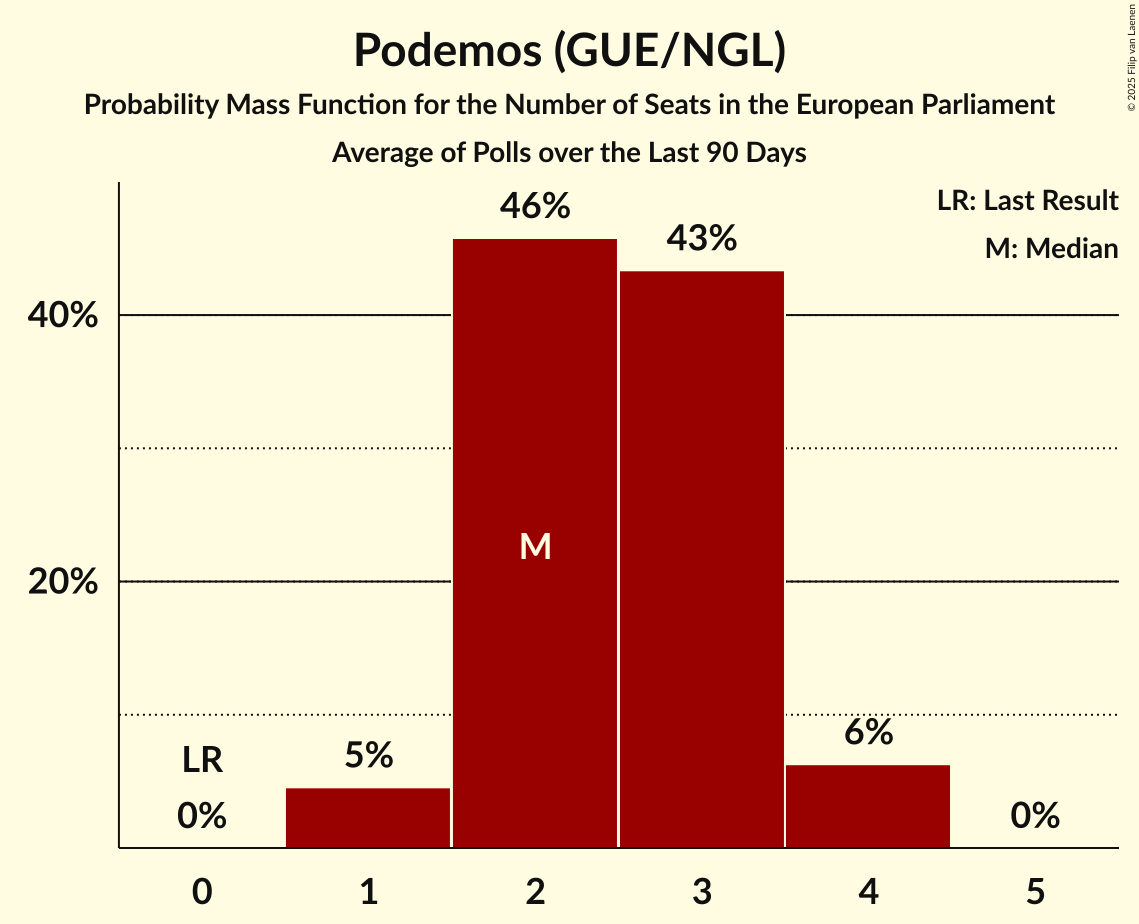 Podemos (GUE/NGL)
Probability Mass Function for the Number of Seats in the European Parliament
Average of Polls over the Last 90 Days
© 2025 Filip van Laenen
LR: Last Result
M: Median
46%
43%
40%
M
20%
6%
LR
5%
0%
0%
0
1
2
3
4
5